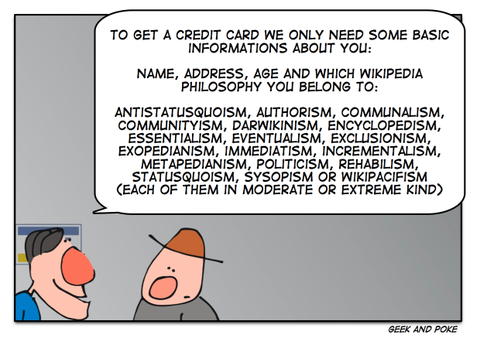 TO GET A CREDIT CARD WE ONLY NEED SOME BASIC
INFORMATIONS ABOUT YOU:
NAME, ADDRESS, AGE AND WHICH WIKIPEDIA
PHILOSOPHY YOU BELONG TO:
ANTISTATUSQUOISM, AUTHORISM, COMMUNALISM,
COMMUNITYISM, DARWIKINISM, ENCYCLOPEDISM,
ESSENTIALISM, EVENTUALISM, EXCLUSIONISM,
EXOPEDIANISM, IMMEDIATISM, INCREMENTALISM,
METAPEDIANISM, POLITICISM, REHABILISM,
STATUSQUOISM, SYSOPISM OR WIKIPACIFISM
(EACH OF THEM IN MODERATE OR EXTREME KIND)
GEEK AND POKE